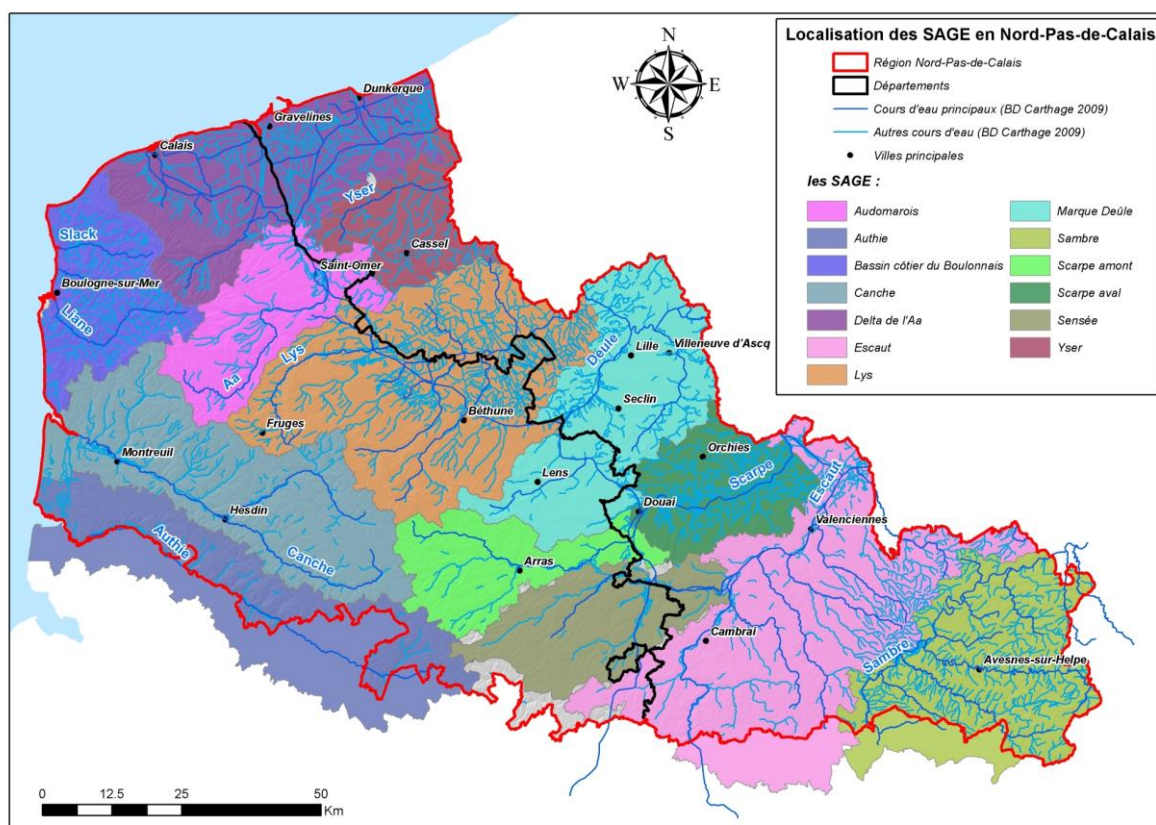 Localisation des SAGE en Nord-Pas-de-Calais
Région Nord-Pas-de-Calais
Départements
Cours d'eau principaux (BD Carthage 2009)
Autres cours d'eau (BD Carthage 2009)
Villes principales
les SAGE :
Audomarois
Authie
Bassin côtier du Boulonnais
Canche
Delta de l'Aa
Escaut
Lys
Marque Deûle
Sambre
Scarpe amont
Scarpe aval
Sensée
Yser
N
W
E
S
Dunkerque
Gravelines
Calais
Yser
Slack
Cassel
Saint-Omer
Boulogne-sur-Mer
Liane
Lys
Aa
Deule
Lille
Villeneuve d'Ascq
Seclin
Béthune
Fruges
Montreuil
Orchies
Lens
Scarpe
Escaut
Douai
Hesdin
Valenciennes
Authie
Canche
Arras
Cambrai
Sambre
Avesnes-sur-Helpe
0 12.5 25 50
Km